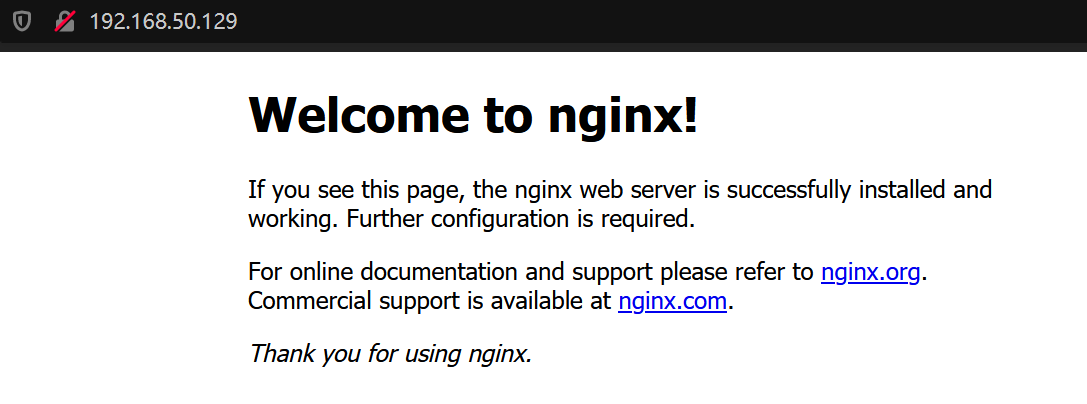 192.168.50.129
Welcome to nginx!
If you see this page, the nginx web server is successfully installed and
working. Further configuration is required.
For online documentation and support please refer to nginx.org.
Commercial support is available at nginx.com.
Thank you for using nginx.